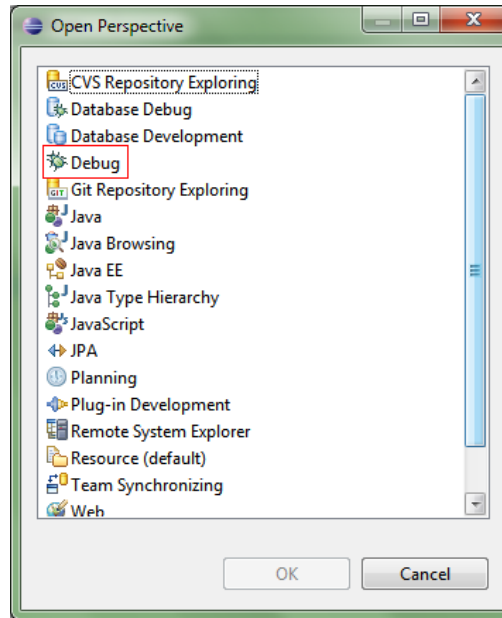 Open Perspective
CVS Repository Exploring
Database Debug
Database Development
Debug
Git Repository Exploring
Java
Java Browsing
Java EE
Java Type Hierarchy
JavaScript
JPA
Planning
Plug-in Development
Remote System Explorer
Resource (default)
Team Synchronizing
Web
OK
Cancel